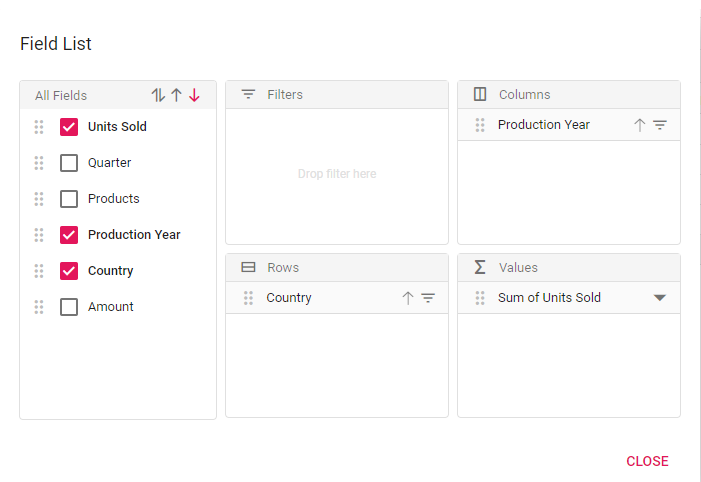 Field List
All Fields
Units Sold
Quarter
Products
Production Year
Country
Amount
Filters
Drop filter here
Columns
Production Year
Rows
Country
Values
Sum of Units Sold
CLOSE